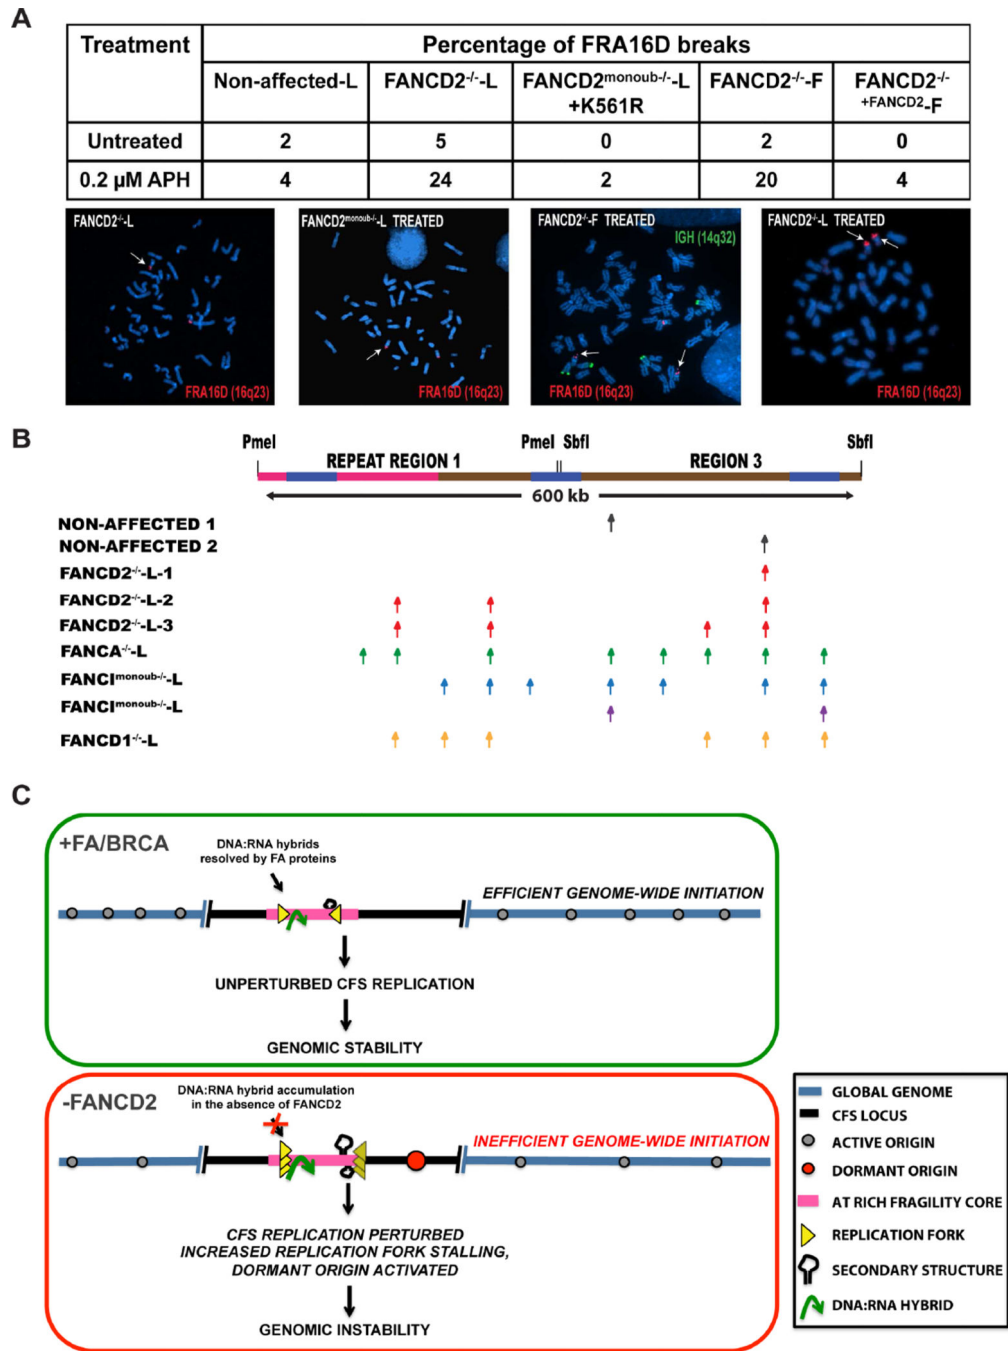 A
Treatment
Percentage of FRA16D breaks
Non-affected-L
FANCD2-/--L
FANCD2monoub-/--L
+K561R
FANCD2-/--F
FANCD2-/-
+FANCD2-F
Untreated 2 5 0 2 0
0.2 µM APH 4 24 2 20 4
FANCD2-/--L
FRA16D (16q23)
FANCD2monoub-/--L TREATED
FRA16D (16q23)
FANCD2-/--F TREATED
IGH (14q32)
FRA16D (16q23)
FANCD2-/--L TREATED
FRA16D (16q23)
B
PmeI PmeI SbfI SbfI
REPEAT REGION 1 REGION 3
600 kb
NON-AFFECTED 1
NON-AFFECTED 2
FANCD2-/--L-1
FANCD2-/--L-2
FANCD2-/--L-3
FANCA-/--L
FANCImonoub-/--L
FANCImonoub-/--L
FANCD1-/--L
C
+FA/BRCA
DNA:RNA hybrids
resolved by FA proteins
EFFICIENT GENOME-WIDE INITIATION
UNPERTURBED CFS REPLICATION
GENOMIC STABILITY
-FANCD2
DNA:RNA hybrid accumulation
in the absence of FANCD2
INEFFICIENT GENOME-WIDE INITIATION
CFS REPLICATION PERTURBED
INCREASED REPLICATION FORK STALLING,
DORMANT ORIGIN ACTIVATED
GENOMIC INSTABILITY
GLOBAL GENOME
CFS LOCUS
ACTIVE ORIGIN
DORMANT ORIGIN
AT RICH FRAGILITY CORE
REPLICATION FORK
SECONDARY STRUCTURE
DNA:RNA HYBRID